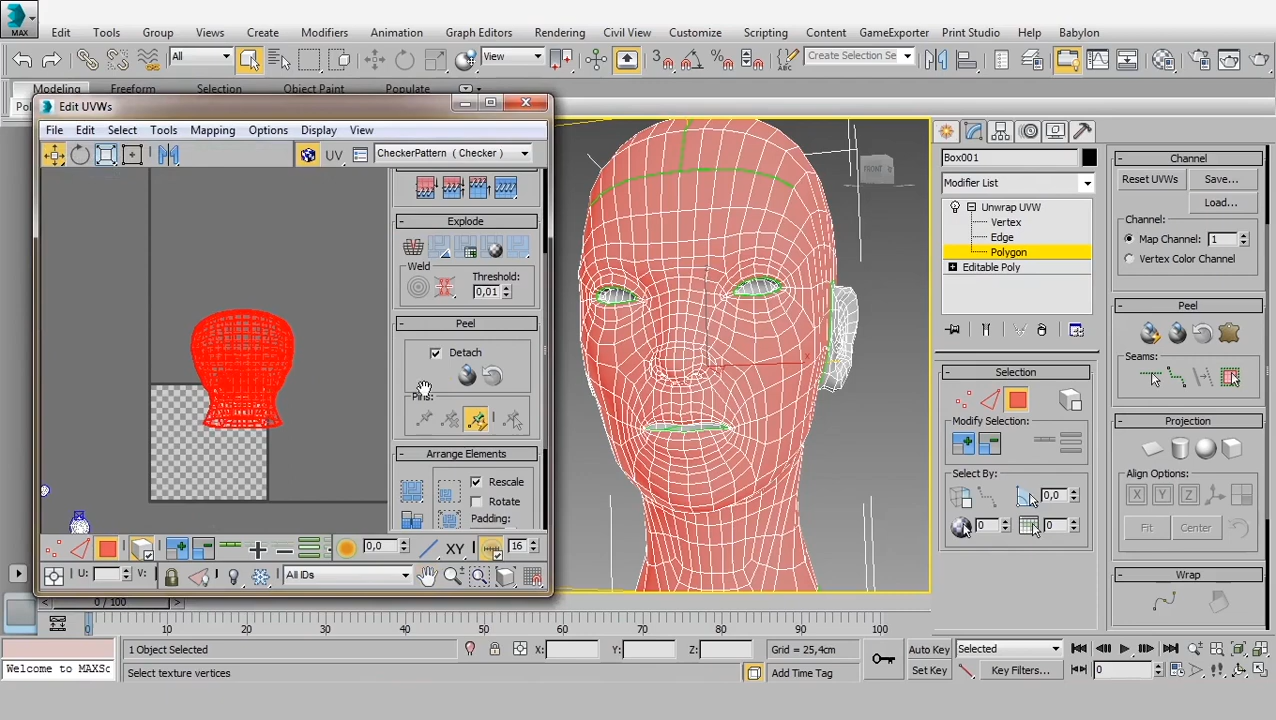 MAX Edit Tools Group Views Create Modifiers Animation Graph Editors Rendering Civil View Customize Scripting Content GameExporter Print Studio Help Babylon
All View Create Selection Se
Modeling Freeform Selection Object Paint Populate
Edit UVWs
File Edit Select Tools Mapping Options Display View
UV CheckerPattern ( Checker )
Explode
Weld Threshold:
0,01
Peel
Detach
Pins:
Arrange Elements
Rescale
Rotate
Padding:
0,0 XY 16
U: V: All IDs
FRONT
x
Box001
Modifier List
Unwrap UVW
Vertex
Edge
Polygon
Editable Poly
Selection
Modify Selection:
Select By:
0,0
0 0
Channel
Reset UVWs Save...
Load...
Channel:
Map Channel: 1
Vertex Color Channel
Peel
Seams:
Projection
Align Options:
X Y Z
Fit Center
Wrap
0 / 100
0 10 20 30 40 50 60 70 80 90 100
1 Object Selected X: Y: Z: Grid = 25,4cm Auto Key Selected
Welcome to MAXSc Select texture vertices Add Time Tag Set Key Key Filters... 0